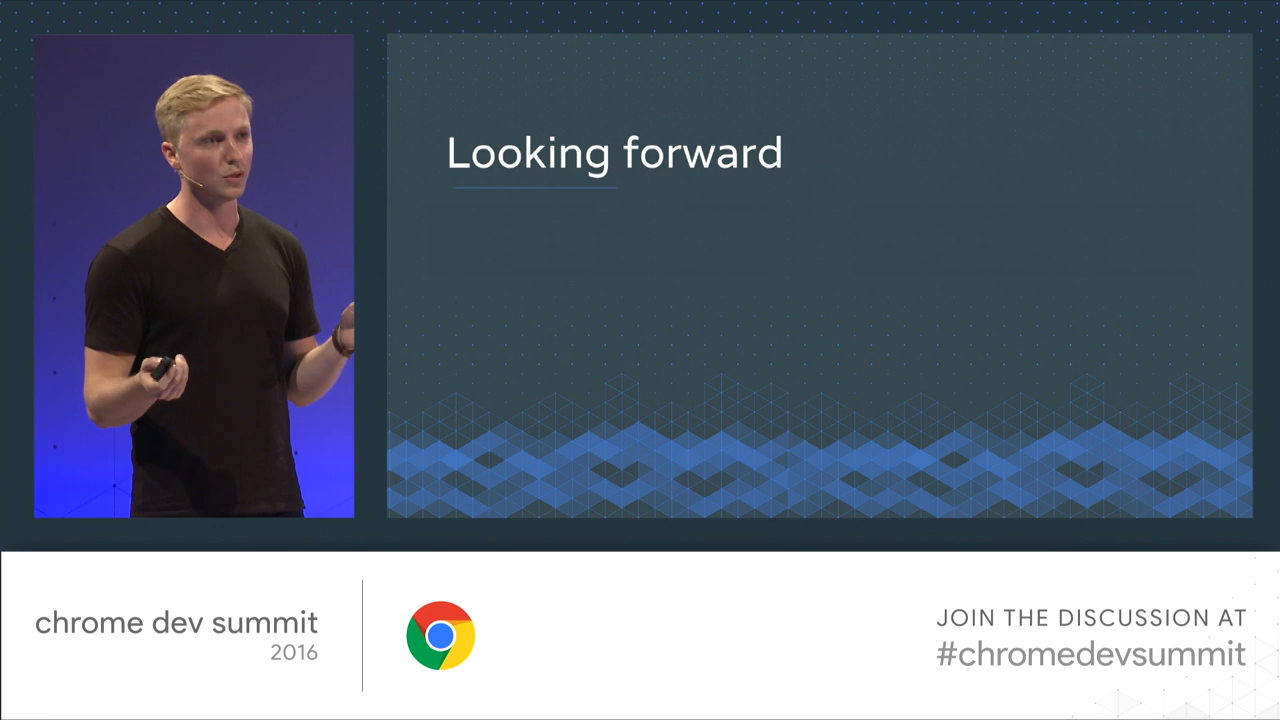 Looking forward
chrome dev summit
2016
JOIN THE DISCUSSION AT
#chromedevsummit